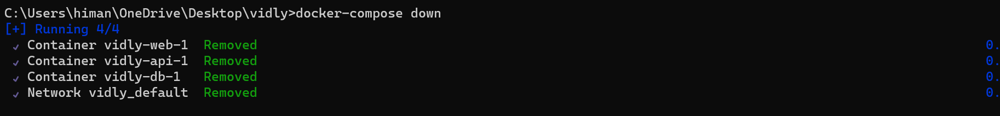 C:\Users\himan\OneDrive\Desktop\vidly>docker-compose down
[+] Running 4/4
✓ Container vidly-web-1 Removed 0.
✓ Container vidly-api-1 Removed 0.
✓ Container vidly-db-1 Removed 0.
✓ Network vidly_default Removed 0.